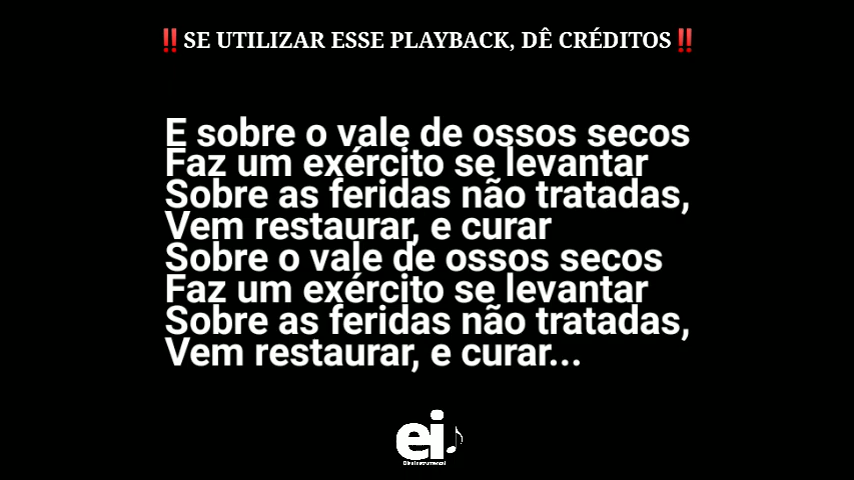 ‼️SE UTILIZAR ESSE PLAYBACK, DÊ CRÉDITOS‼️
E sobre o vale de ossos secos
Faz um exército se levantar
Sobre as feridas não tratadas,
Vem restaurar, e curar
Sobre o vale de ossos secos
Faz um exército se levantar
Sobre as feridas não tratadas,
Vem restaurar, e curar...
ei